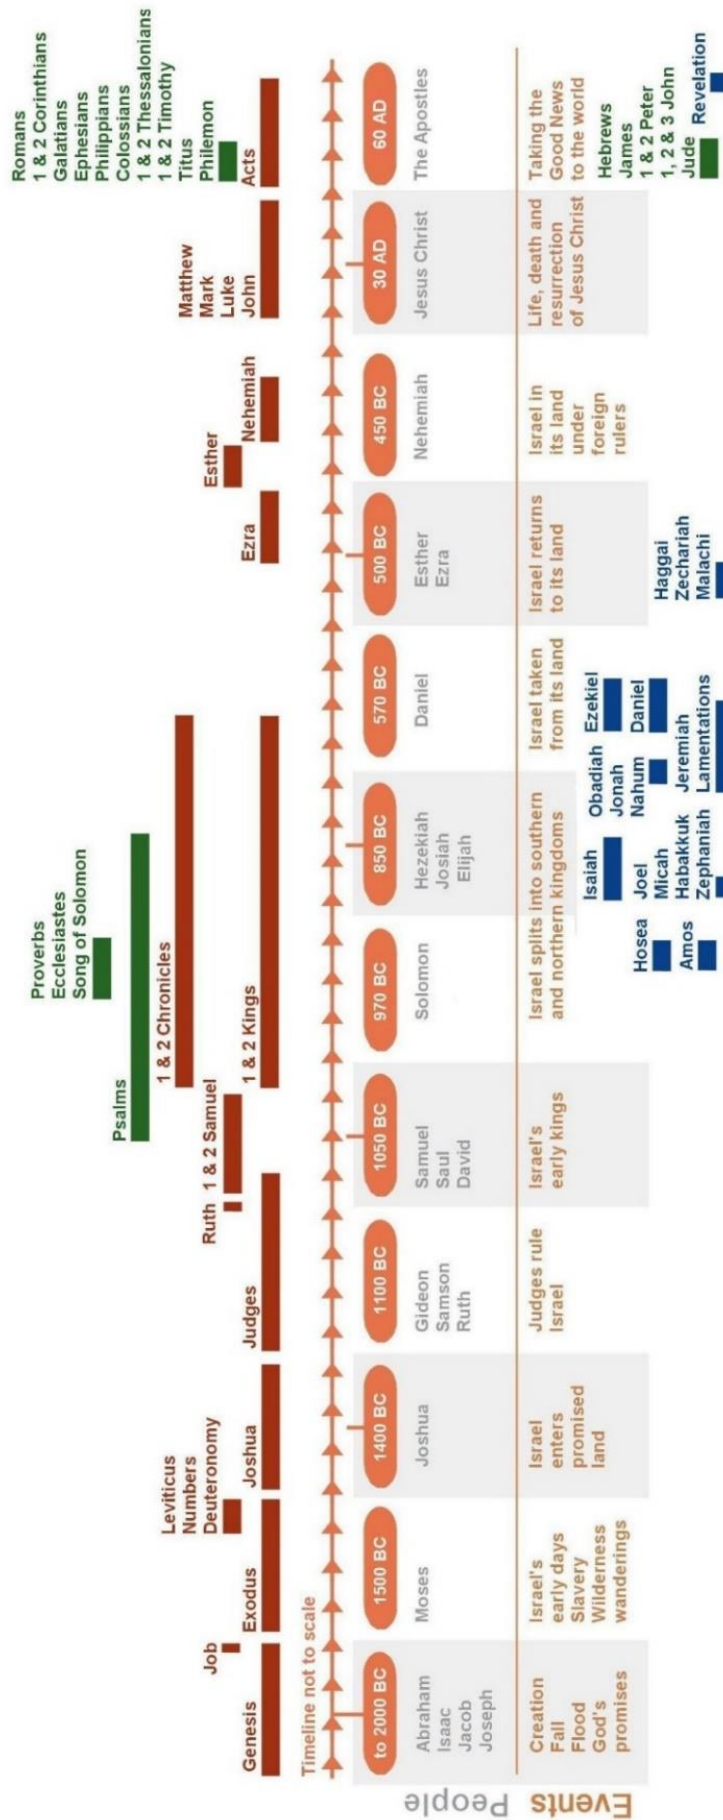 Romans
1 & 2 Corinthians
Galatians
Ephesians
Philippians
Colossians
1 & 2 Thessalonians
1 & 2 Timothy
Titus
Philemon
Proverbs
Ecclesiastes
Song of Solomon
Psalms
Matthew
Mark
Luke
John
Acts
1 & 2 Chronicles
Leviticus
Numbers
Deuteronomy
Job
Ruth
1 & 2 Samuel
Esther
Genesis
Exodus
Joshua
Judges
1 & 2 Kings
Ezra
Nehemiah
Timeline not to scale
to 2000 BC
1500 BC
1400 BC
1100 BC
1050 BC
970 BC
850 BC
570 BC
500 BC
450 BC
30 AD
60 AD
People
Abraham
Isaac
Jacob
Joseph
Moses
Joshua
Gideon
Samson
Ruth
Samuel
Saul
David
Solomon
Hezekiah
Josiah
Elijah
Daniel
Esther
Ezra
Nehemiah
Jesus Christ
The Apostles
Events
Creation
Fall
Flood
God's
promises
Israel's
early days
Slavery
Wilderness
wanderings
Israel
enters
promised
land
Judges rule
Israel
Israel's
early kings
Israel splits into southern
and northern kingdoms
Israel taken
from its land
Israel returns
to its land
Israel in
its land
under
foreign
rulers
Life, death and
resurrection
of Jesus Christ
Taking the
Good News
to the world
Hosea
Amos
Isaiah
Joel
Micah
Habakkuk
Zephaniah
Obadiah
Jonah
Nahum
Jeremiah
Lamentations
Ezekiel
Daniel
Haggai
Zechariah
Malachi
Hebrews
James
1 & 2 Peter
1, 2 & 3 John
Jude
Revelation